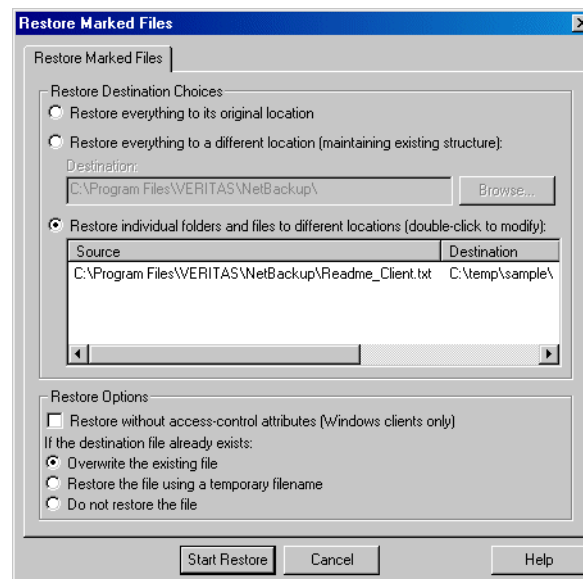 Restore Marked Files
Restore Marked Files
Restore Destination Choices
Restore everything to its original location
Restore everything to a different location (maintaining existing structure):
Destination:
C:\Program Files\VERITAS\NetBackup\ Browse...
Restore individual folders and files to different locations (double-click to modify):
Source Destination
C:\Program Files\VERITAS\NetBackup\Readme_Client.txt C:\temp\sample\
Restore Options
Restore without access-control attributes (Windows clients only)
If the destination file already exists:
Overwrite the existing file
Restore the file using a temporary filename
Do not restore the file
Start Restore Cancel Help